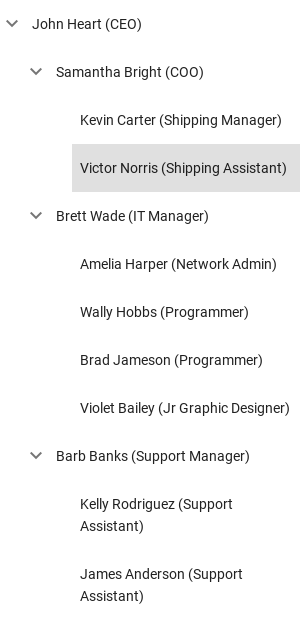 John Heart (CEO)
Samantha Bright (COO)
Kevin Carter (Shipping Manager)
Victor Norris (Shipping Assistant)
Brett Wade (IT Manager)
Amelia Harper (Network Admin)
Wally Hobbs (Programmer)
Brad Jameson (Programmer)
Violet Bailey (Jr Graphic Designer)
Barb Banks (Support Manager)
Kelly Rodriguez (Support
Assistant)
James Anderson (Support
Assistant)